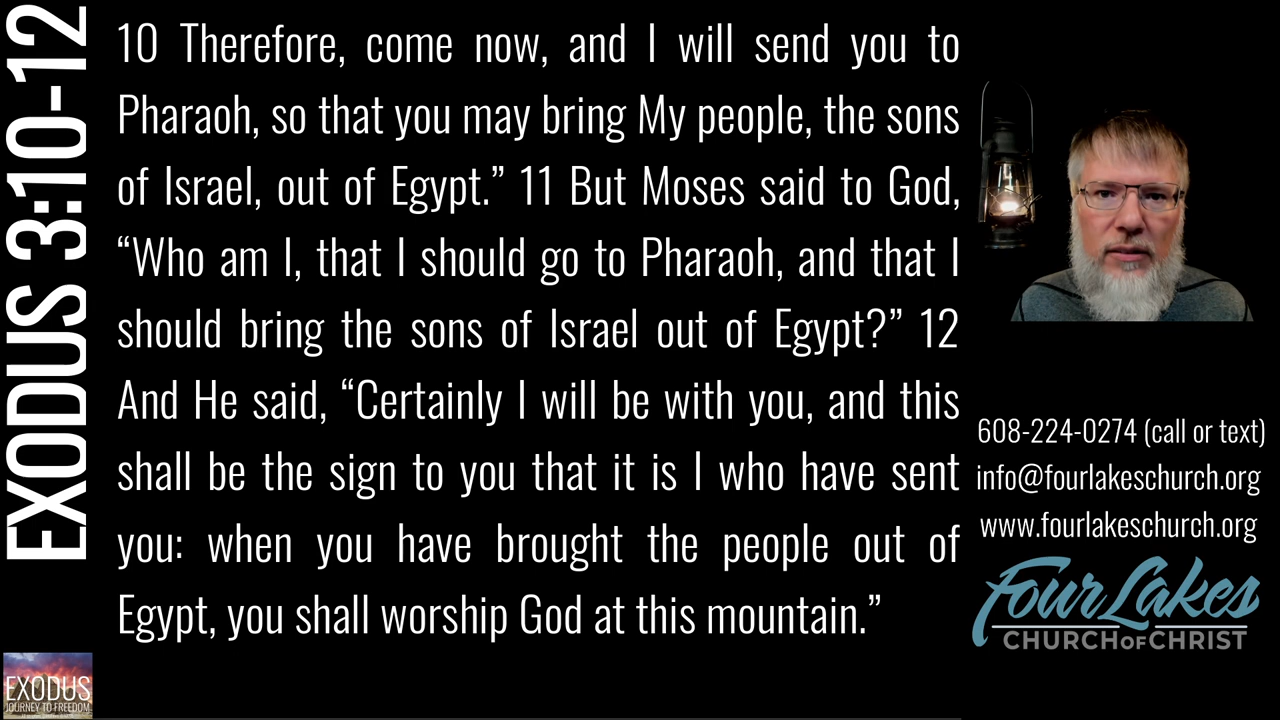 EXODUS 3:10-12
10 Therefore, come now, and I will send you to
Pharaoh, so that you may bring My people, the sons
of Israel, out of Egypt.” 11 But Moses said to God,
“Who am I, that I should go to Pharaoh, and that I
should bring the sons of Israel out of Egypt?” 12
And He said, “Certainly I will be with you, and this
shall be the sign to you that it is I who have sent
you: when you have brought the people out of
Egypt, you shall worship God at this mountain.”
608-224-0274 (call or text)
info@fourlakeschurch.org
www.fourlakeschurch.org
Four Lakes
CHURCH OF CHRIST
EXODUS
JOURNEY TO FREEDOM